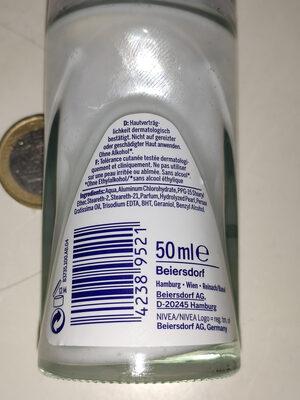 D: Hautverträg-
lichkeit dermatologisch
bestätigt. Nicht auf gereizter
oder geschädigter Haut anwenden.
Ohne Alkohol*.
F: Tolérance cutanée testée dermatologi-
quement et cliniquement. Ne pas utiliser
sur une peau irritée ou abîmée. Sans alcool*
*Ohne Ethylalkohol/*sans alcool éthylique
Ingredients: Aqua, Aluminum Chlorohydrate, PPG-15 Stearyl
Ether, Steareth-2, Steareth-21, Parfum, Hydrolyzed Pearl, Persea
Gratissima Oil, Trisodium EDTA, BHT, Geraniol, Benzyl Alcohol.
42389521
50 ml e
Beiersdorf
Hamburg • Wien • Reinach/Basel
Beiersdorf AG,
D-20245 Hamburg
NIVEA/NIVEA Logo = reg. tm. of
Beiersdorf AG, Germany